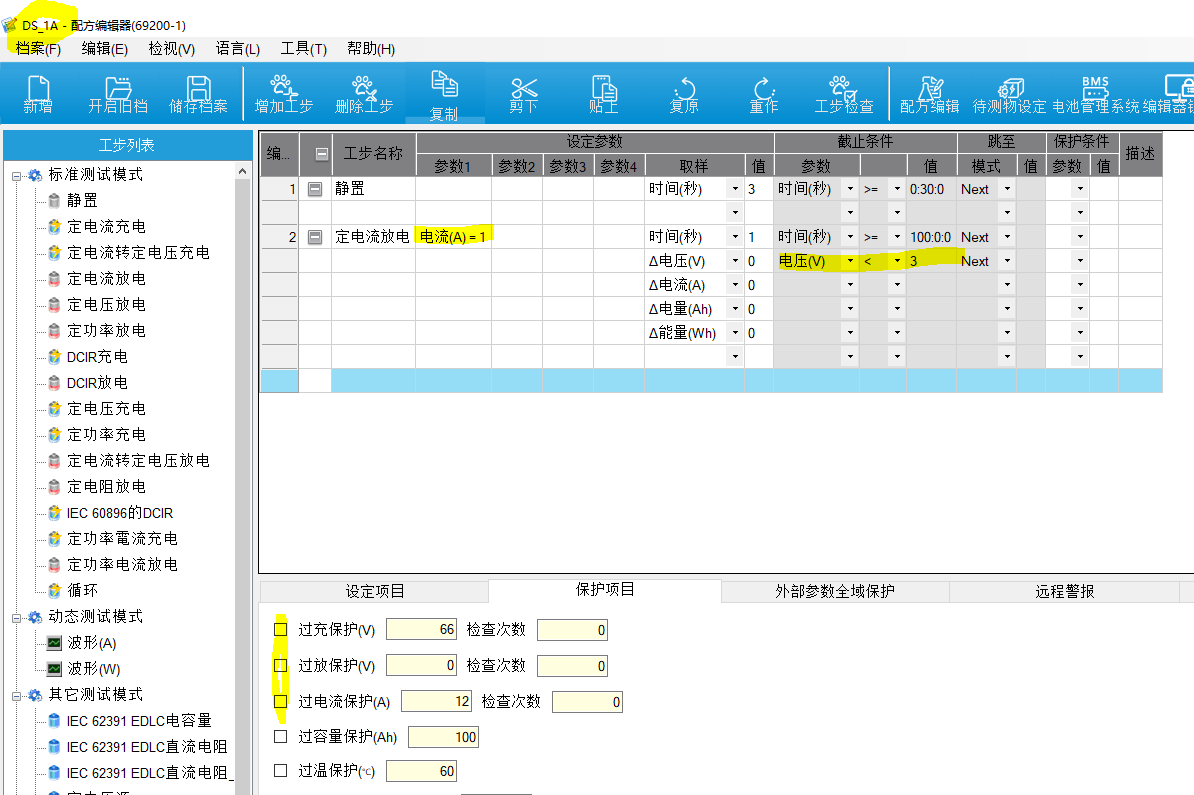 DS_1A - 配方编辑器(69200-1)
档案(F) 编辑(E) 检视(V) 语言(L) 工具(T) 帮助(H)
新增 开启旧档 储存档案 增加工步 删除工步 复制 剪下 贴上 复原 重作 工步检查 配方编辑 待测物设定 电池管理系统 编辑器
BMS
工步列表
标准测试模式
静置
定电流充电
定电流转定电压充电
定电流放电
定电压放电
定功率放电
DCIR充电
DCIR放电
定电压充电
定功率充电
定电流转定电压放电
定电阻放电
IEC 60896的DCIR
定功率電流充电
定功率电流放电
循环
动态测试模式
波形(A)
波形(W)
其它测试模式
IEC 62391 EDLC电容量
IEC 62391 EDLC直流电阻
IEC 62391 EDLC直流电阻_
编... 工步名称 设定参数 截止条件 跳至 保护条件 描述
参数1 参数2 参数3 参数4 取样 值 参数 值 模式 值 参数 值
1 静置 时间(秒) 3 时间(秒) >= 0:30:0 Next
2 定电流放电 电流(A) = 1 时间(秒) 1 时间(秒) >= 100:0:0 Next
Δ电压(V) 0 电压(V) < 3 Next
Δ电流(A) 0
Δ电量(Ah) 0
Δ能量(Wh) 0
设定项目 保护项目 外部参数全域保护 远程警报
过充保护(V) 66 检查次数 0
过放保护(V) 0 检查次数 0
过电流保护(A) 12 检查次数 0
过容量保护(Ah) 100
过温保护(℃) 60